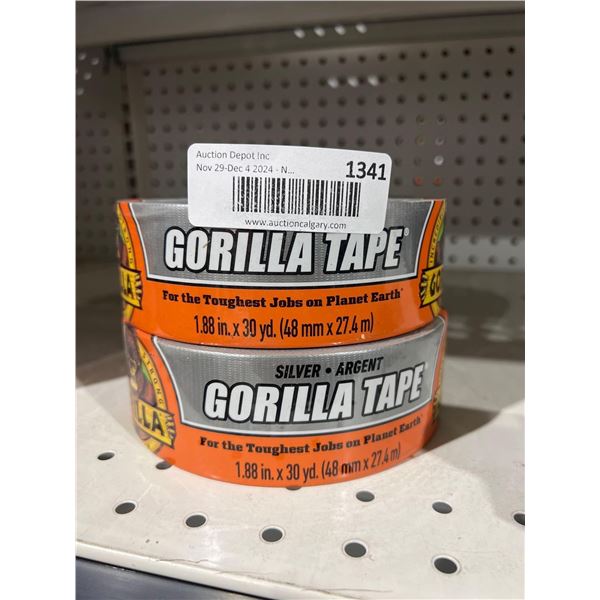 Auction Depot Inc
Nov 29-Dec 4 2024 - N...
1341
www.auctioncalgary.com
GORILLA TAPE®
For the Toughest Jobs on Planet Earth®
1.88 in. x 30 yd. (48 mm x 27.4 m)
SILVER • ARGENT
GORILLA TAPE®
For the Toughest Jobs on Planet Earth®
1.88 in. x 30 yd. (48 mm x 27.4 m)